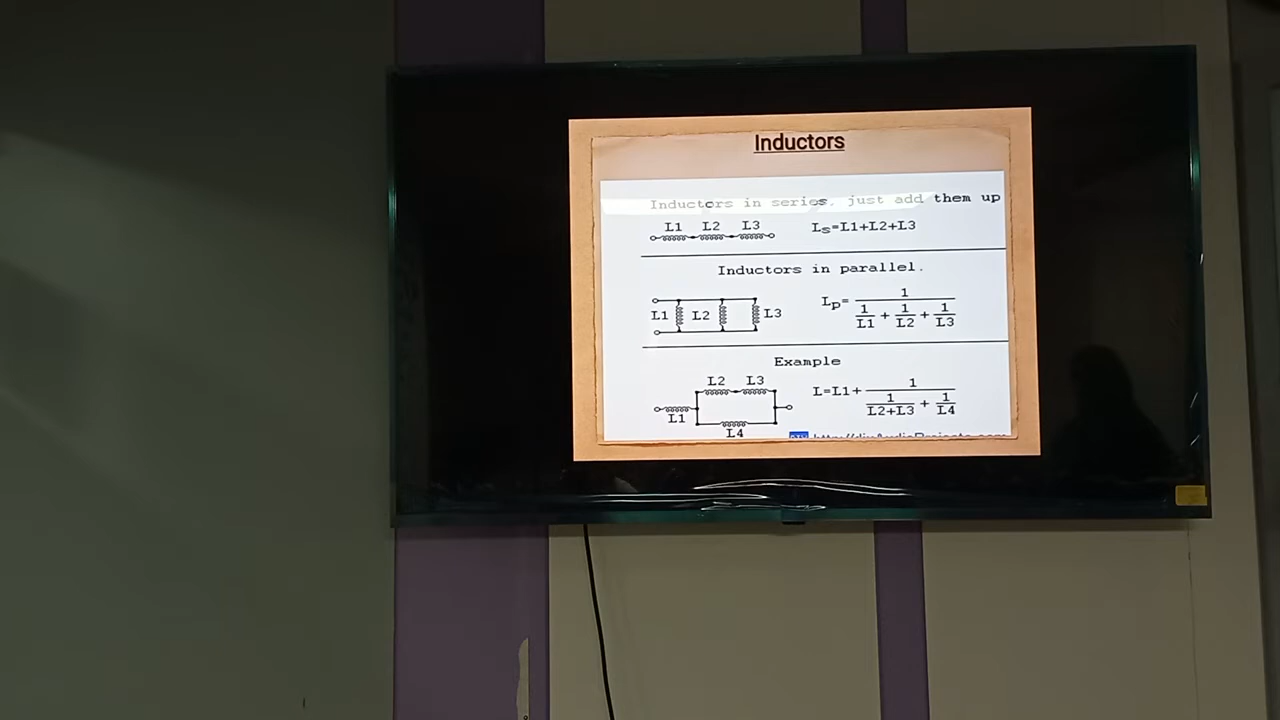 Inductors
Inductors in series, just add them up
L1 L2 L3
Ls=L1+L2+L3
Inductors in parallel.
L1 L2 L3
Lp= 1
1 + 1 + 1
L1 L2 L3
Example
L2 L3
L1
L4
L=L1+ 1
1 + 1
L2+L3 L4